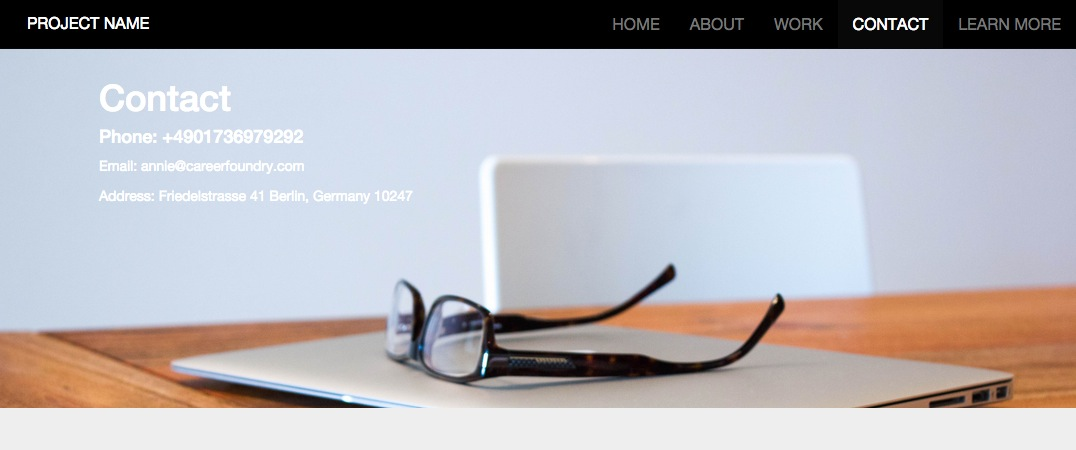 PROJECT NAME HOME ABOUT WORK CONTACT LEARN MORE
Contact
Phone: +4901736979292
Email: annie@careerfoundry.com
Address: Friedelstrasse 41 Berlin, Germany 10247